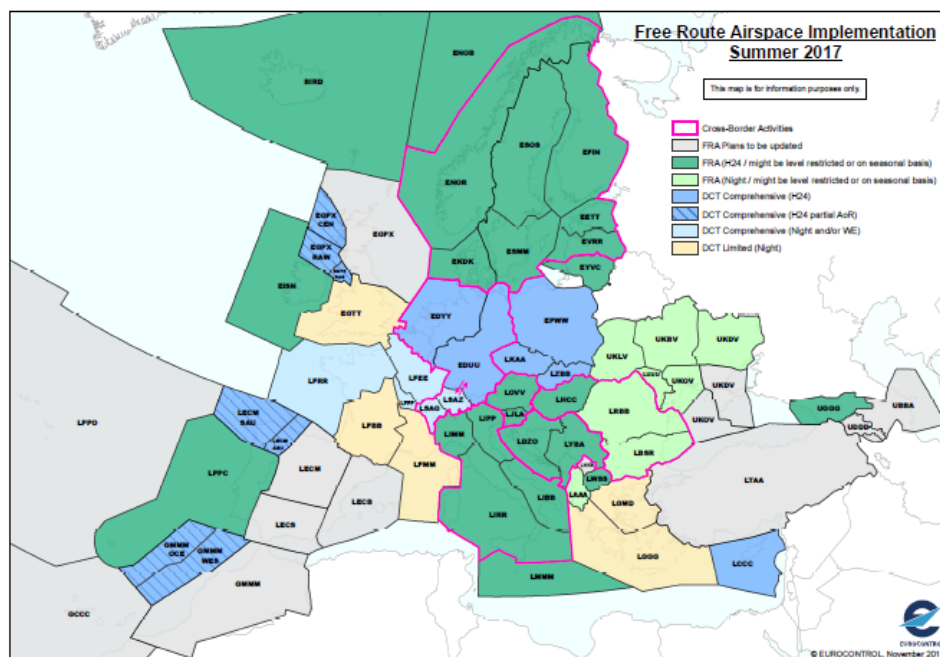 Free Route Airspace Implementation
Summer 2017
This map is for information purposes only.
Cross-Border Activities
FRA Plans to be updated
FRA (H24 / might be level restricted or on seasonal basis)
FRA (Night / might be level restricted or on seasonal basis)
DCT Comprehensive (H24)
DCT Comprehensive (H24 partial AoR)
DCT Comprehensive (Night and/or WE)
DCT Limited (Night)
ENOB
BIRD
ESOS
EFIN
ENOR
EGPX
CEN
EGPX
EGPX
RAW
EETT
EVRR
ESMM
EKDK
EYVC
EISN
EGTT
EDYY
EPWW
UKBV
UKDV
UKLV
EDUU
LKAA
LFRR
LFEE
LZBB
UKOV
UKDV
LSAZ
LOVV
LHCC
LSAG
LPPO
LECM
SAU
LFBB
LIMM
LIPP
LJLA
LRBB
UKOV
UGGG
UBBA
UDDD
LDZO
LYBA
LPPC
LECM
LFMM
LBSR
LWSS
LTAA
LECB
LAAA
LIBB
LGMD
LECS
LIRR
GMMM
OCE
GMMM
WES
LGGG
LCCC
GMMM
LMMM
GCCC
EUROCONTROL
© EUROCONTROL, November 201